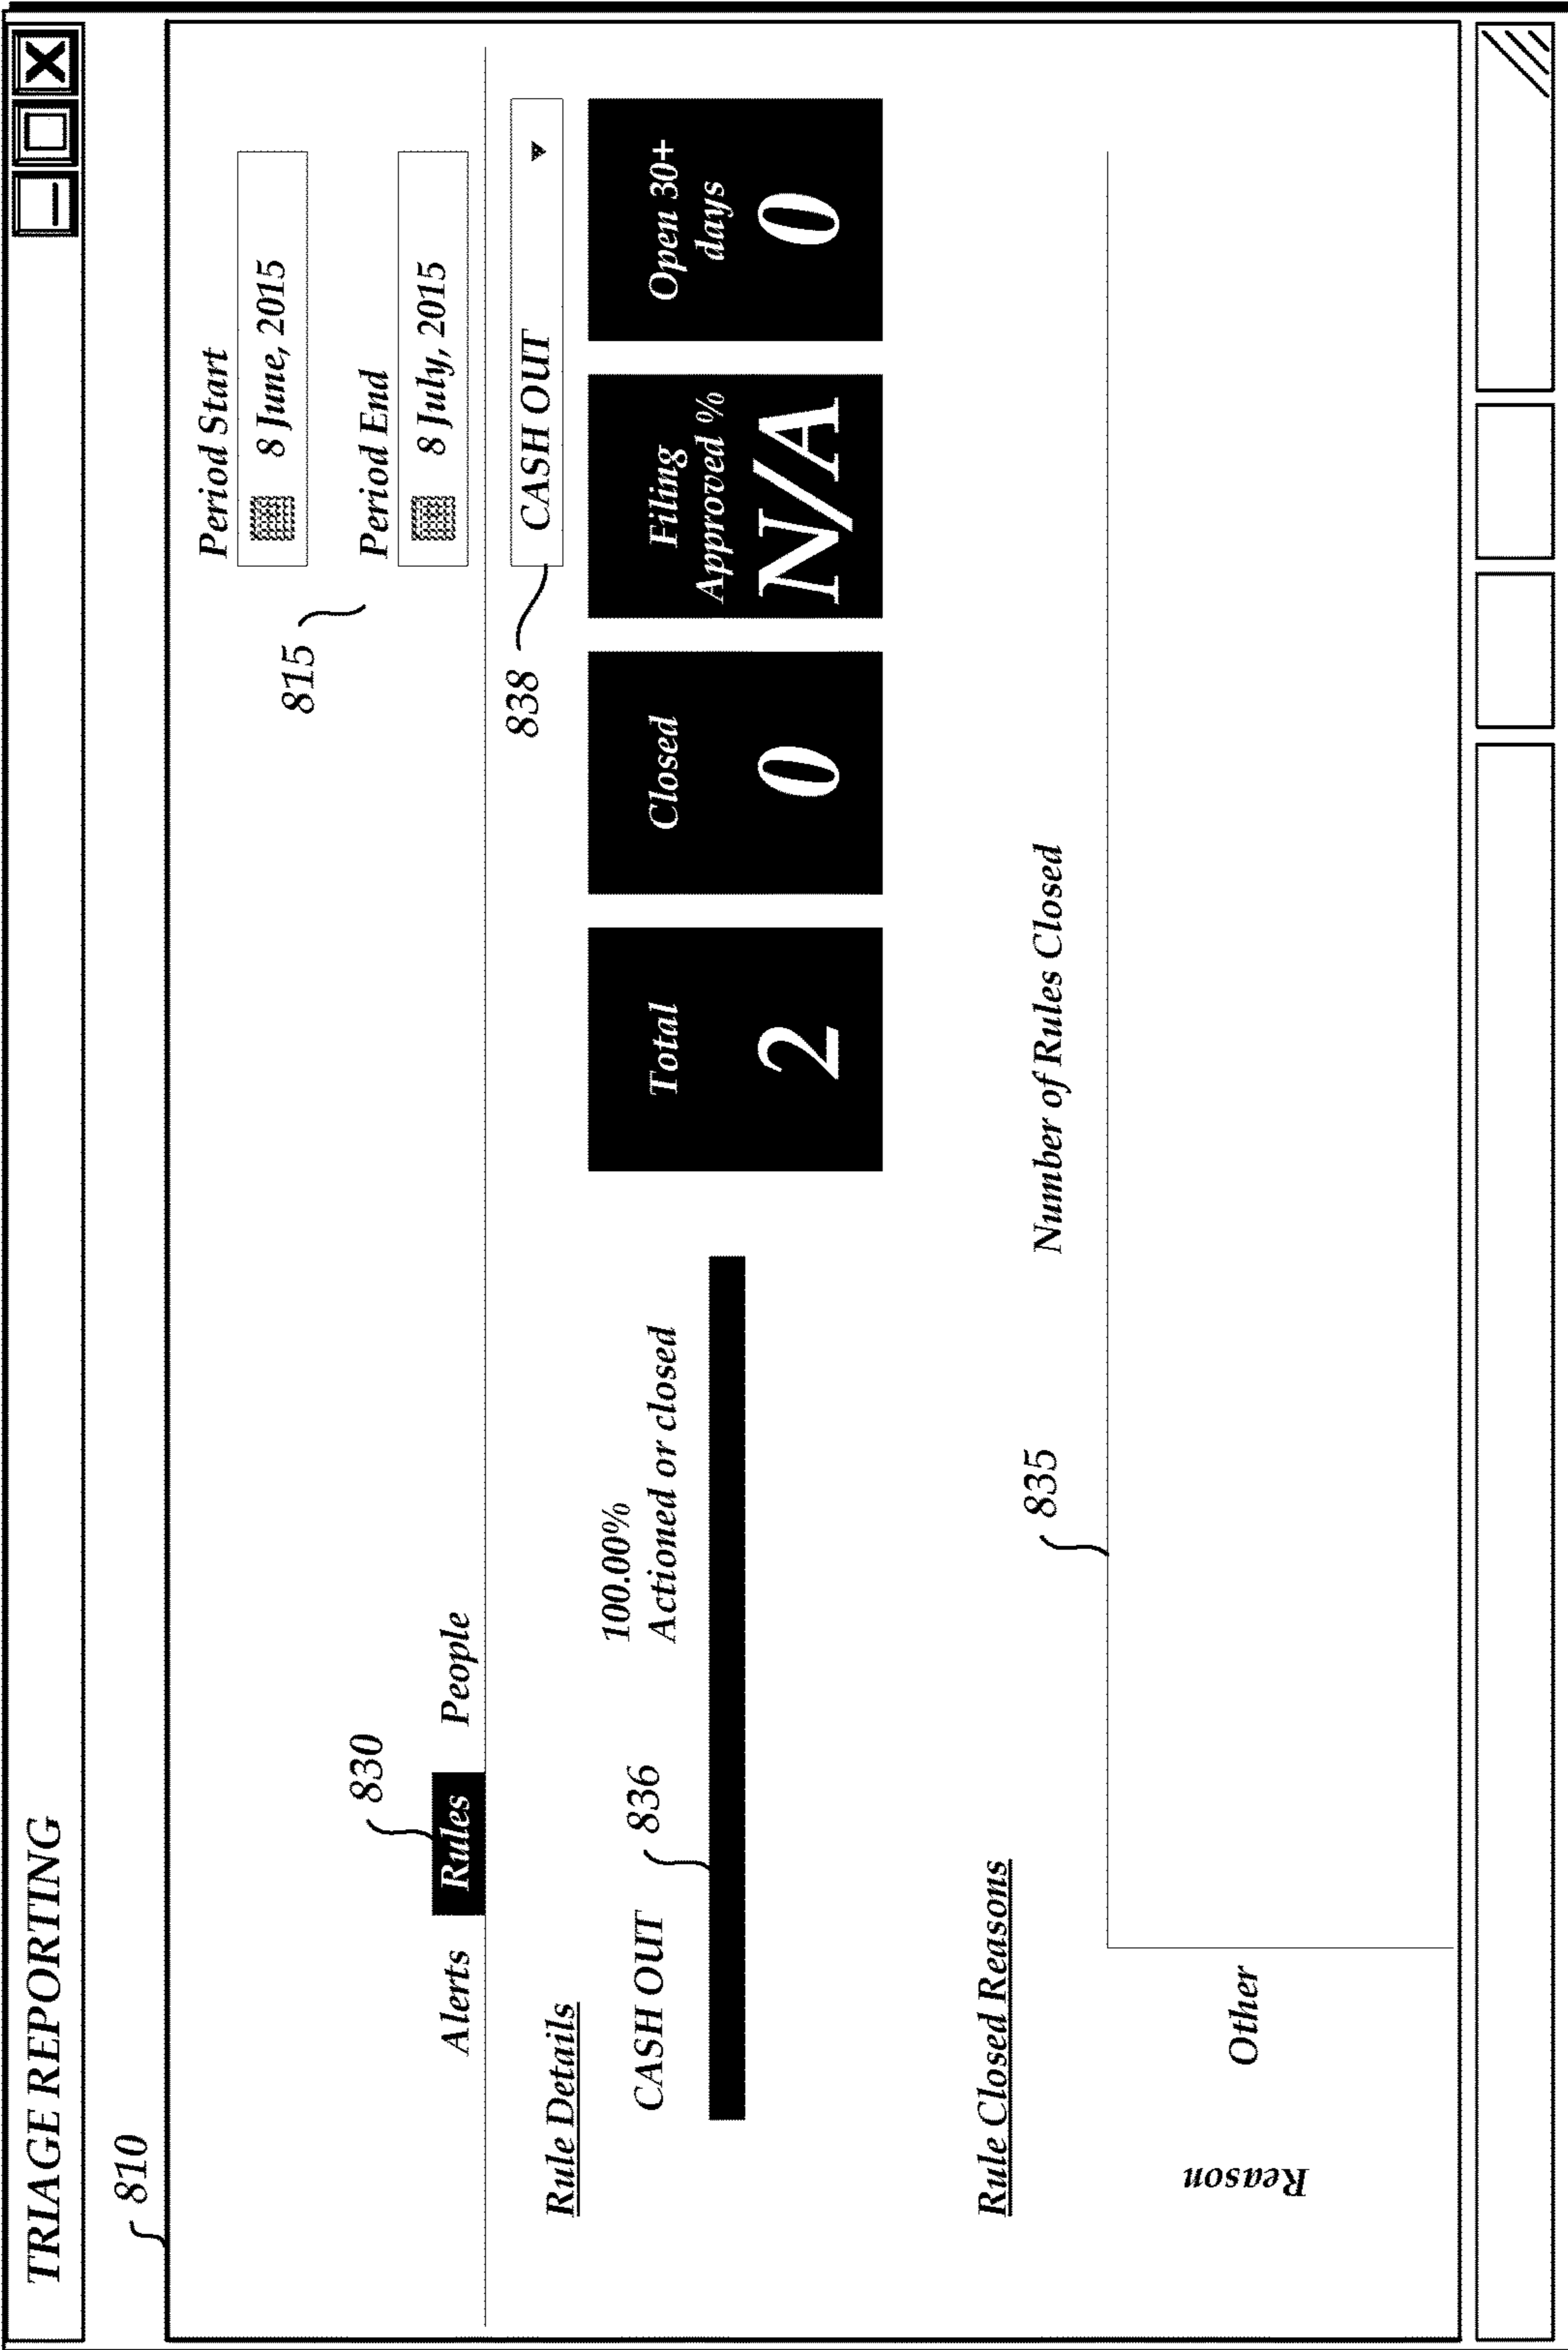 TRIAGE REPORTING
810
Period Start
8 June, 2015
815
Period End
8 July, 2015
830
Alerts Rules People
Rule Details
838
CASH OUT
CASH OUT
836
100.00%
Actioned or closed
Total
2
Closed
0
Filing
Approved %
N/A
Open 30+
days
0
Rule Closed Reasons
835
Number of Rules Closed
Reason
Other